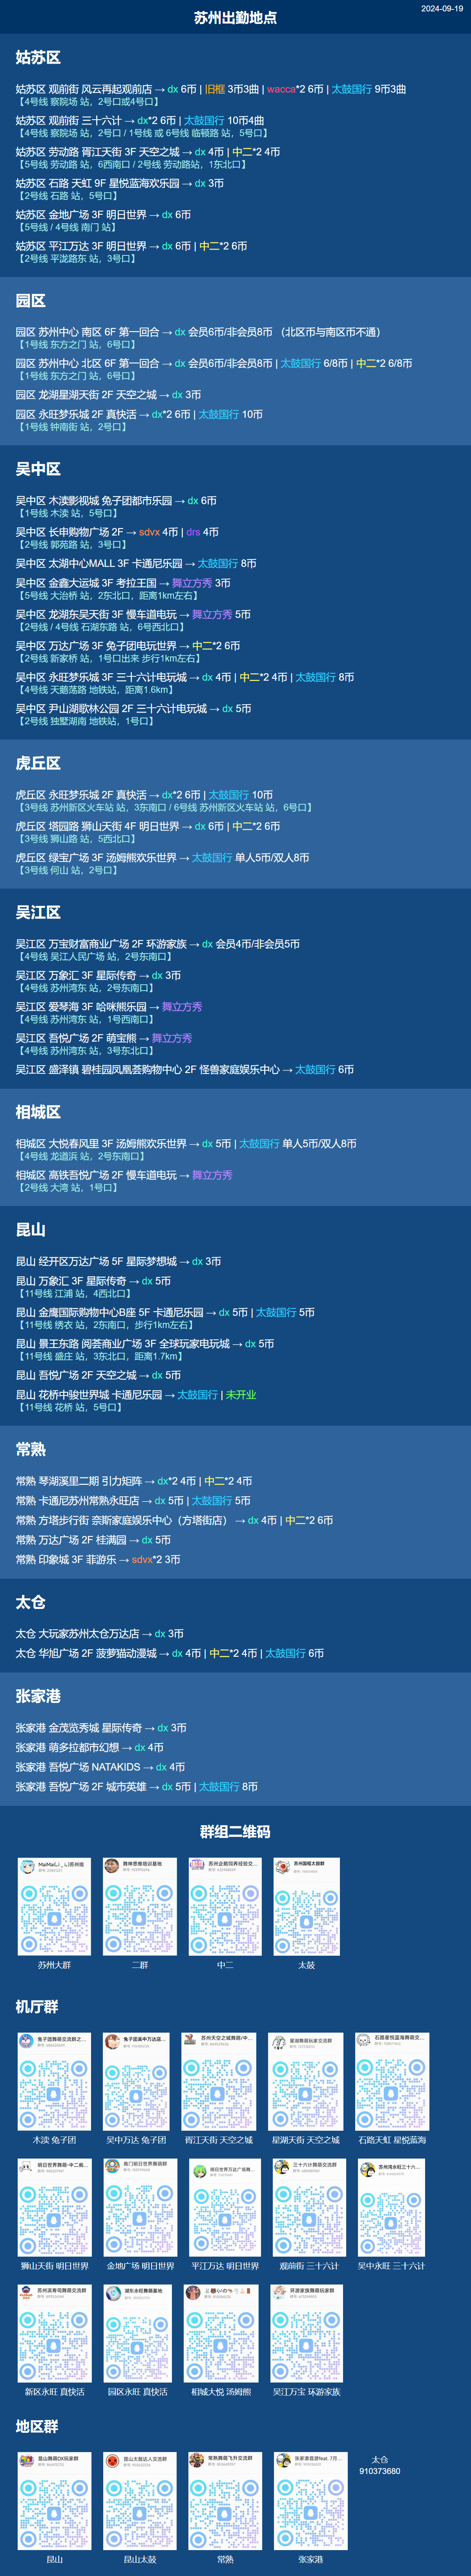 2024-09-19
苏州出勤地点
姑苏区
姑苏区 观前街 风云再起观前店 → dx 6币 | 旧框 3币3曲 | wacca*2 6币 | 太鼓国行 9币3曲
【4号线 察院场 站，2号口或4号口】
姑苏区 观前街 三十六计 → dx*2 6币 | 太鼓国行 10币4曲
【4号线 察院场 站，2号口 / 1号线 或 6号线 临顿路 站，5号口】
姑苏区 劳动路 胥江天街 3F 天空之城 → dx 4币 | 中二*2 4币
【5号线 劳动路 站，6西南口 / 2号线 劳动路站，1东北口】
姑苏区 石路 天虹 9F 星悦蓝海欢乐园 → dx 3币
【2号线 石路 站，5号口】
姑苏区 金地广场 3F 明日世界 → dx 6币
【5号线 / 4号线 南门 站】
姑苏区 平江万达 3F 明日世界 → dx 6币 | 中二*2 6币
【2号线 平泷路东 站，3号口】
园区
园区 苏州中心 南区 6F 第一回合 → dx 会员6币/非会员8币 （北区币与南区币不通）
【1号线 东方之门 站，6号口】
园区 苏州中心 北区 6F 第一回合 → dx 会员6币/非会员8币 | 太鼓国行 6/8币 | 中二*2 6/8币
【1号线 东方之门 站，6号口】
园区 龙湖星湖天街 2F 天空之城 → dx 3币
园区 永旺梦乐城 2F 真快活 → dx*2 6币 | 太鼓国行 10币
【1号线 钟南街 站，2号口】
吴中区
吴中区 木渎影视城 兔子团都市乐园 → dx 6币
【1号线 木渎 站，5号口】
吴中区 长申购物广场 2F → sdvx 4币 | drs 4币
【2号线 郭苑路 站，3号口】
吴中区 太湖中心MALL 3F 卡通尼乐园 → 太鼓国行 8币
吴中区 金鑫大运城 3F 考拉王国 → 舞立方秀 3币
【5号线 大治桥 站，2东北口，距离1km左右】
吴中区 龙湖东吴天街 3F 慢车道电玩 → 舞立方秀 5币
【2号线 / 4号线 石湖东路 站，6号西北口】
吴中区 万达广场 3F 兔子团电玩世界 → 中二*2 6币
【2号线 新家桥 站，1号口出来 步行1km左右】
吴中区 永旺梦乐城 3F 三十六计电玩城 → dx 4币 | 中二*2 4币 | 太鼓国行 8币
【4号线 天鹅荡路 地铁站，距离1.6km】
吴中区 尹山湖歌林公园 2F 三十六计电玩城 → dx 5币
【2号线 独墅湖南 地铁站，1号口】
虎丘区
虎丘区 永旺梦乐城 2F 真快活 → dx*2 6币 | 太鼓国行 10币
【3号线 苏州新区火车站 站，3东南口 / 6号线 苏州新区火车站 站，6号口】
虎丘区 塔园路 狮山天街 4F 明日世界 → dx 6币 | 中二*2 6币
【3号线 狮山路 站，5西北口】
虎丘区 绿宝广场 3F 汤姆熊欢乐世界 → 太鼓国行 单人5币/双人8币
【3号线 何山 站，2号口】
吴江区
吴江区 万宝财富商业广场 2F 环游家族 → dx 会员4币/非会员5币
【4号线 吴江人民广场 站，2号东南口】
吴江区 万象汇 3F 星际传奇 → dx 3币
【4号线 苏州湾东 站，2号东南口】
吴江区 爱琴海 3F 哈咪熊乐园 → 舞立方秀
【4号线 苏州湾东 站，1号西南口】
吴江区 吾悦广场 2F 萌宝熊 → 舞立方秀
【4号线 苏州湾东 站，3号东北口】
吴江区 盛泽镇 碧桂园凤凰荟购物中心 2F 怪兽家庭娱乐中心 → 太鼓国行 6币
相城区
相城区 大悦春风里 3F 汤姆熊欢乐世界 → dx 5币 | 太鼓国行 单人5币/双人8币
【4号线 龙道浜 站，2号东南口】
相城区 高铁吾悦广场 2F 慢车道电玩 → 舞立方秀
【2号线 大湾 站，1号口】
昆山
昆山 经开区万达广场 5F 星际梦想城 → dx 3币
昆山 万象汇 3F 星际传奇 → dx 5币
【11号线 江浦 站，4西北口】
昆山 金鹰国际购物中心B座 5F 卡通尼乐园 → dx 5币 | 太鼓国行 5币
【11号线 绣衣 站，2东南口，步行1km左右】
昆山 景王东路 阅荟商业广场 3F 全球玩家电玩城 → dx 5币
【11号线 盛庄 站，3东北口，距离1.7km】
昆山 吾悦广场 2F 天空之城 → dx 5币
昆山 花桥中骏世界城 卡通尼乐园 → 太鼓国行 | 未开业
【11号线 花桥 站，5号口】
常熟
常熟 琴湖溪里二期 引力矩阵 → dx*2 4币 | 中二*2 4币
常熟 卡通尼苏州常熟永旺店 → dx 5币 | 太鼓国行 5币
常熟 方塔步行街 奈斯家庭娱乐中心（方塔街店） → dx 4币 | 中二*2 6币
常熟 万达广场 2F 桂满园 → dx 5币
常熟 印象城 3F 菲游乐 → sdvx*2 3币
太仓
太仓 大玩家苏州太仓万达店 → dx 3币
太仓 华旭广场 2F 菠萝猫动漫城 → dx 4币 | 中二*2 4币 | 太鼓国行 6币
张家港
张家港 金茂览秀城 星际传奇 → dx 3币
张家港 萌多拉都市幻想 → dx 4币
张家港 吾悦广场 NATAKIDS → dx 4币
张家港 吾悦广场 2F 城市英雄 → dx 5币 | 太鼓国行 8币
群组二维码
苏州大群 二群 中二 太鼓
机厅群
木渎 兔子团 吴中万达 兔子团 胥江天街 天空之城 星湖天街 天空之城 石路天虹 星悦蓝海
狮山天街 明日世界 金地广场 明日世界 平江万达 明日世界 观前街 三十六计 吴中永旺 三十六计
新区永旺 真快活 园区永旺 真快活 相城大悦 汤姆熊 吴江万宝 环游家族
地区群
太仓
910373680
昆山 昆山太鼓 常熟 张家港